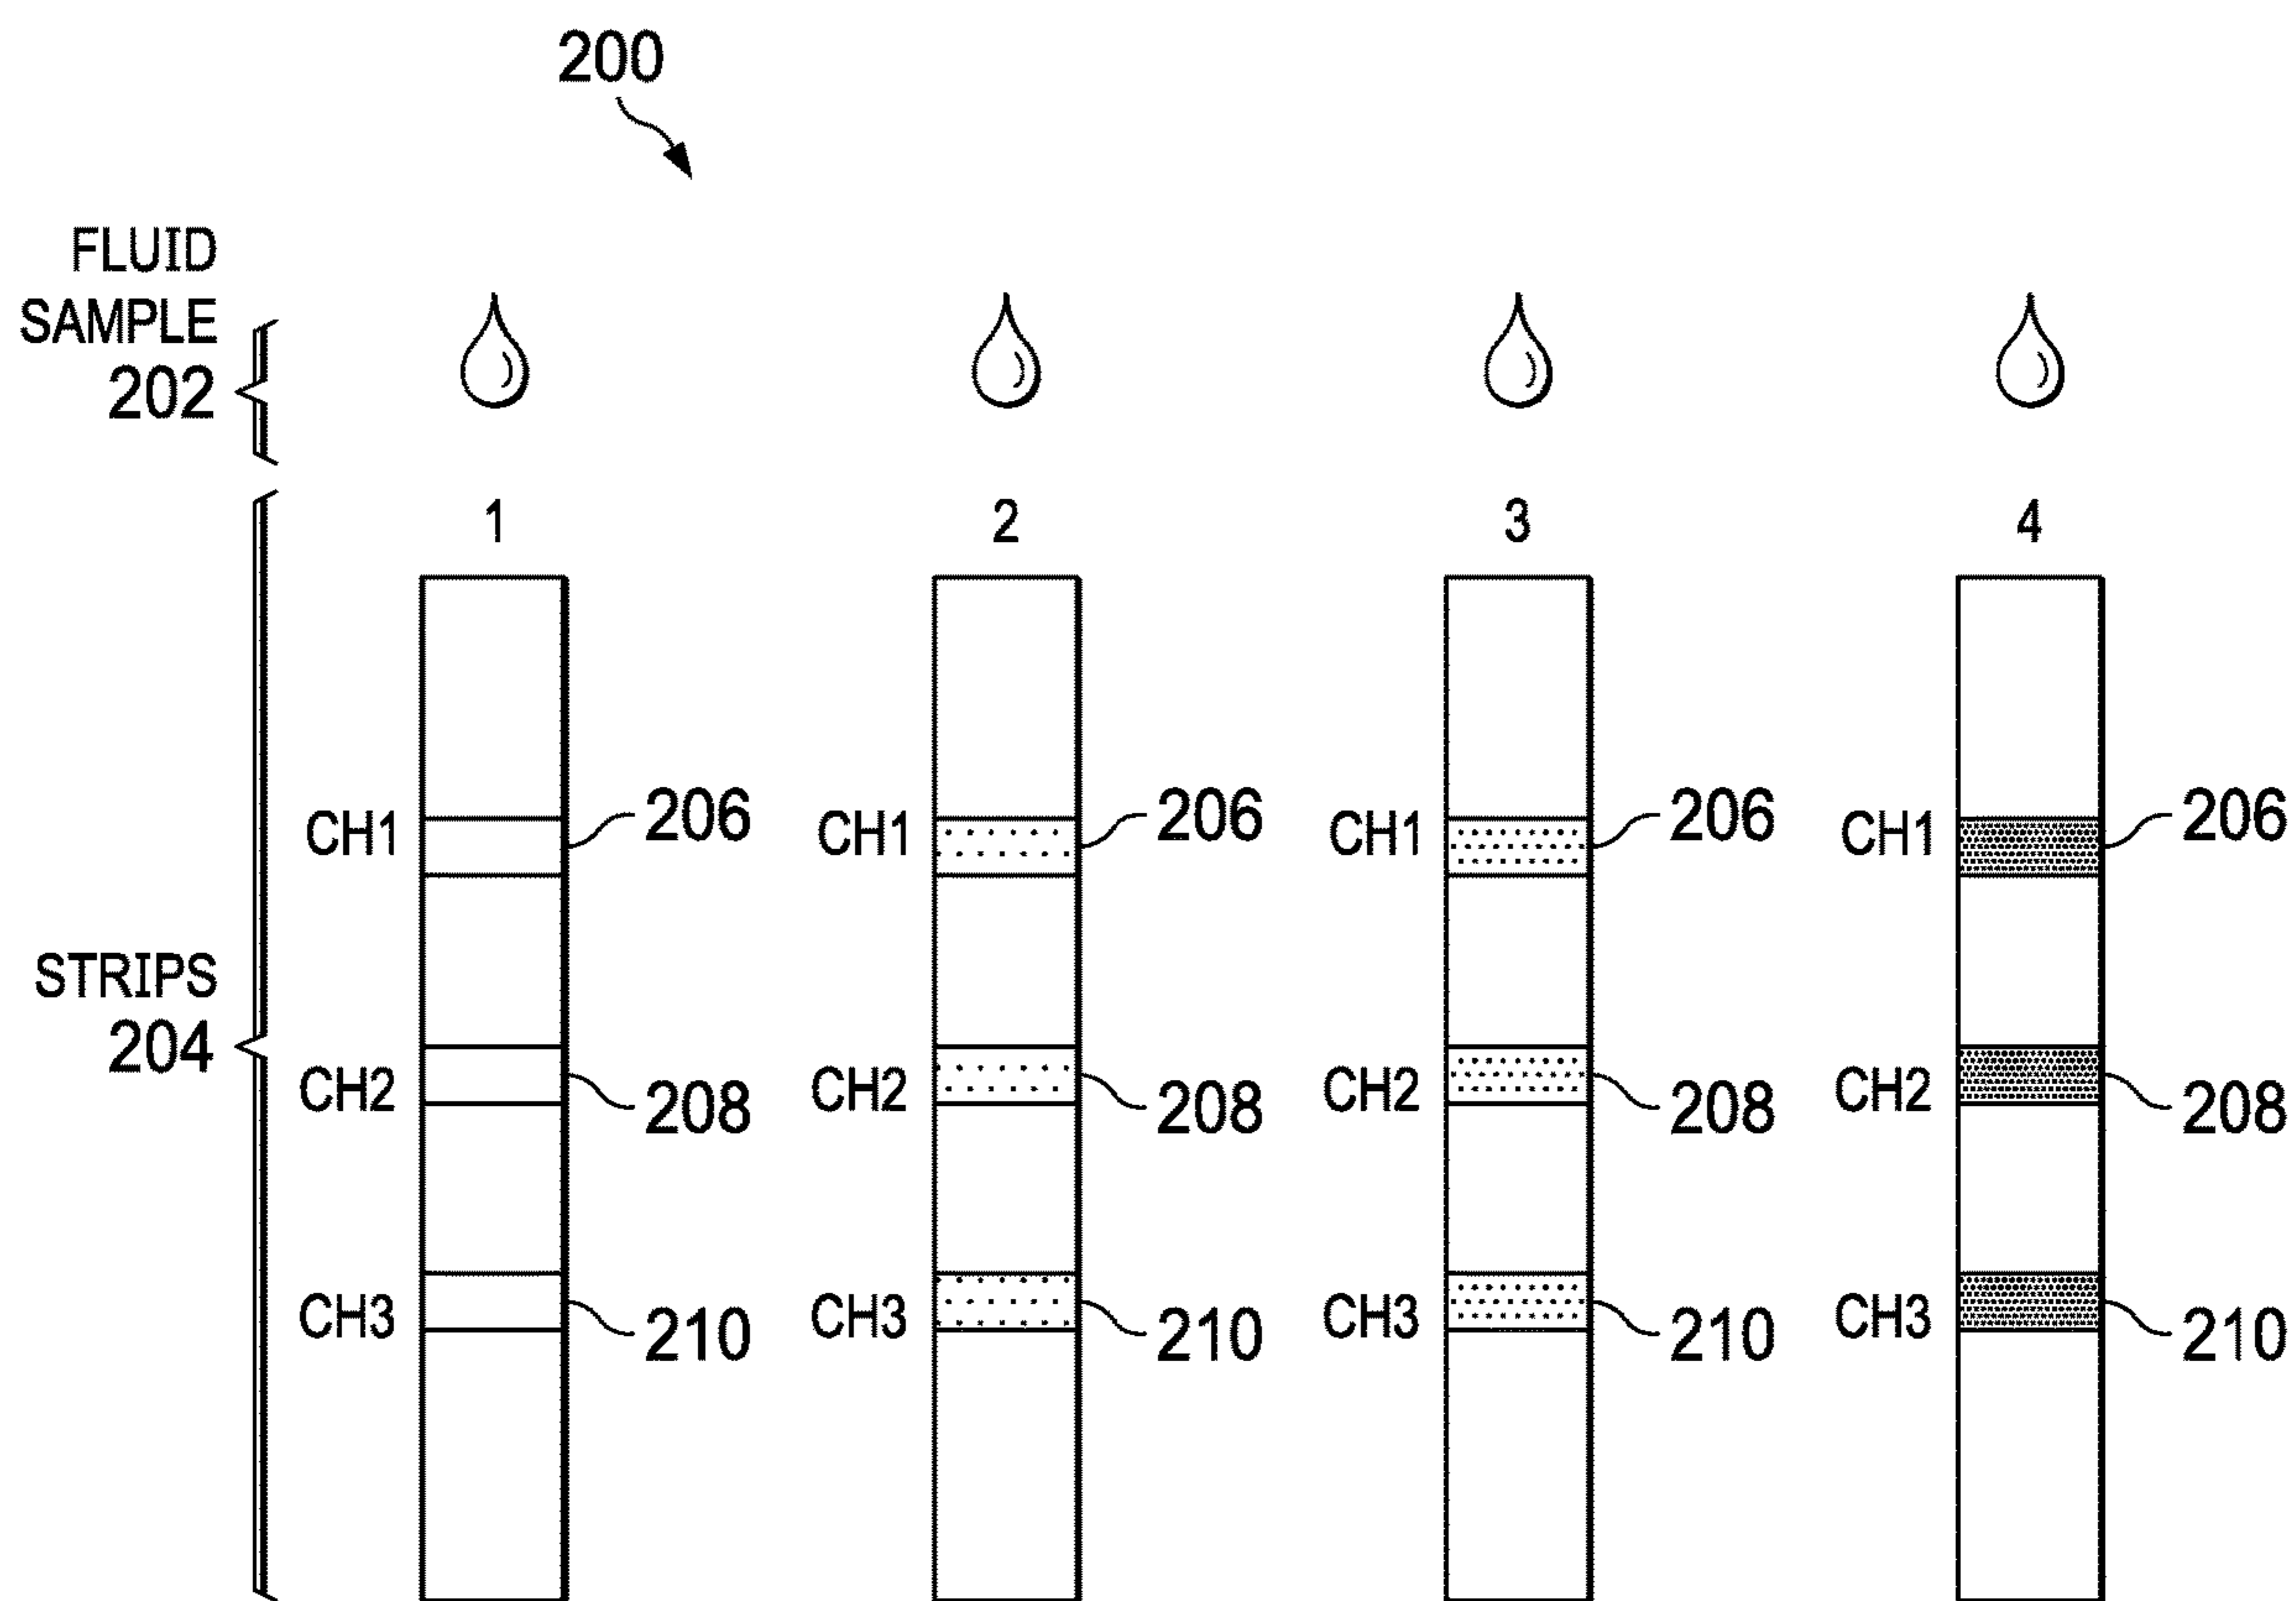 200
FLUID
SAMPLE
202
1 2 3 4
CH1 206 CH1 206 CH1 206 CH1 206
STRIPS
204
CH2 208 CH2 208 CH2 208 CH2 208
CH3 210 CH3 210 CH3 210 CH3 210